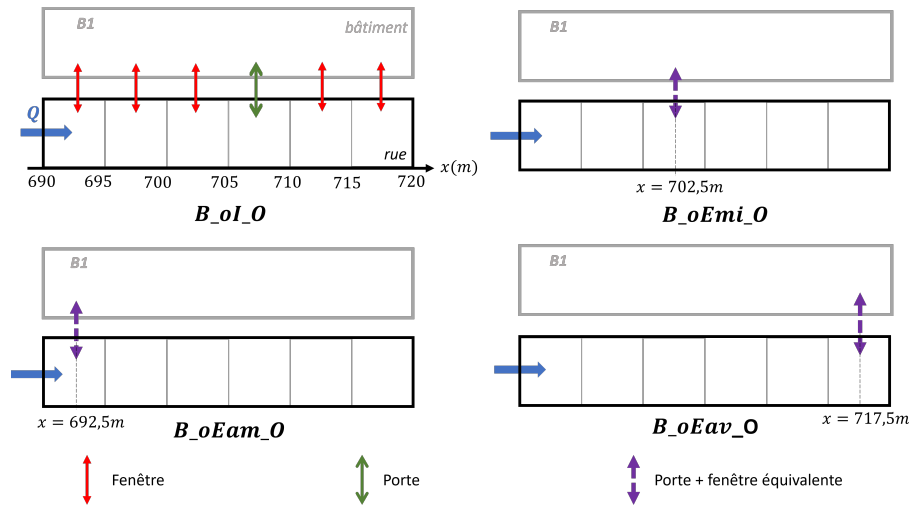 B1
bâtiment
B1
Q
rue
x(m)
690 695 700 705 710 715 720
x = 702,5m
B_oI_O
B_oEmi_O
B1
B1
x = 692,5m
x = 717,5m
B_oEam_O
B_oEav_O
Fenêtre
Porte
Porte + fenêtre équivalente